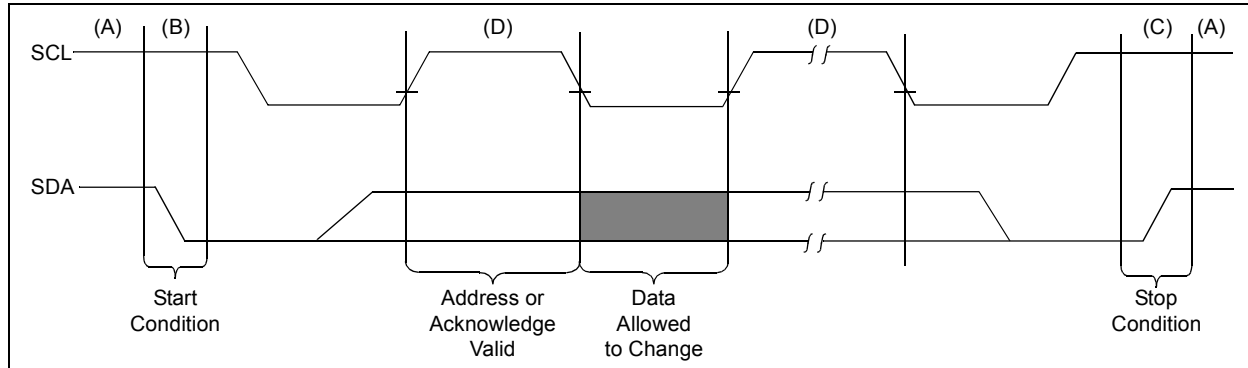 (A) (B) (D) (D) (C) (A)
SCL
SDA
Start
Condition
Address or
Acknowledge
Valid
Data
Allowed
to Change
Stop
Condition